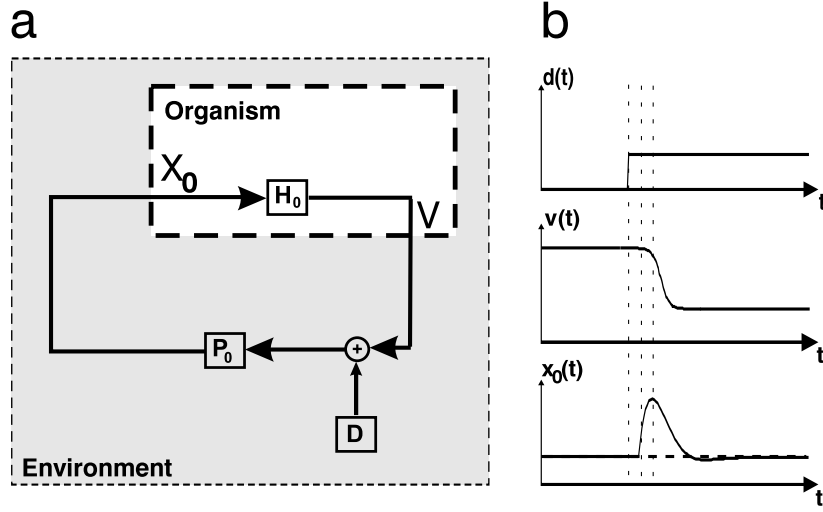 a
Organism
X₀
H₀
V
P₀
+
D
Environment
b
d(t)
t
v(t)
t
x₀(t)
t